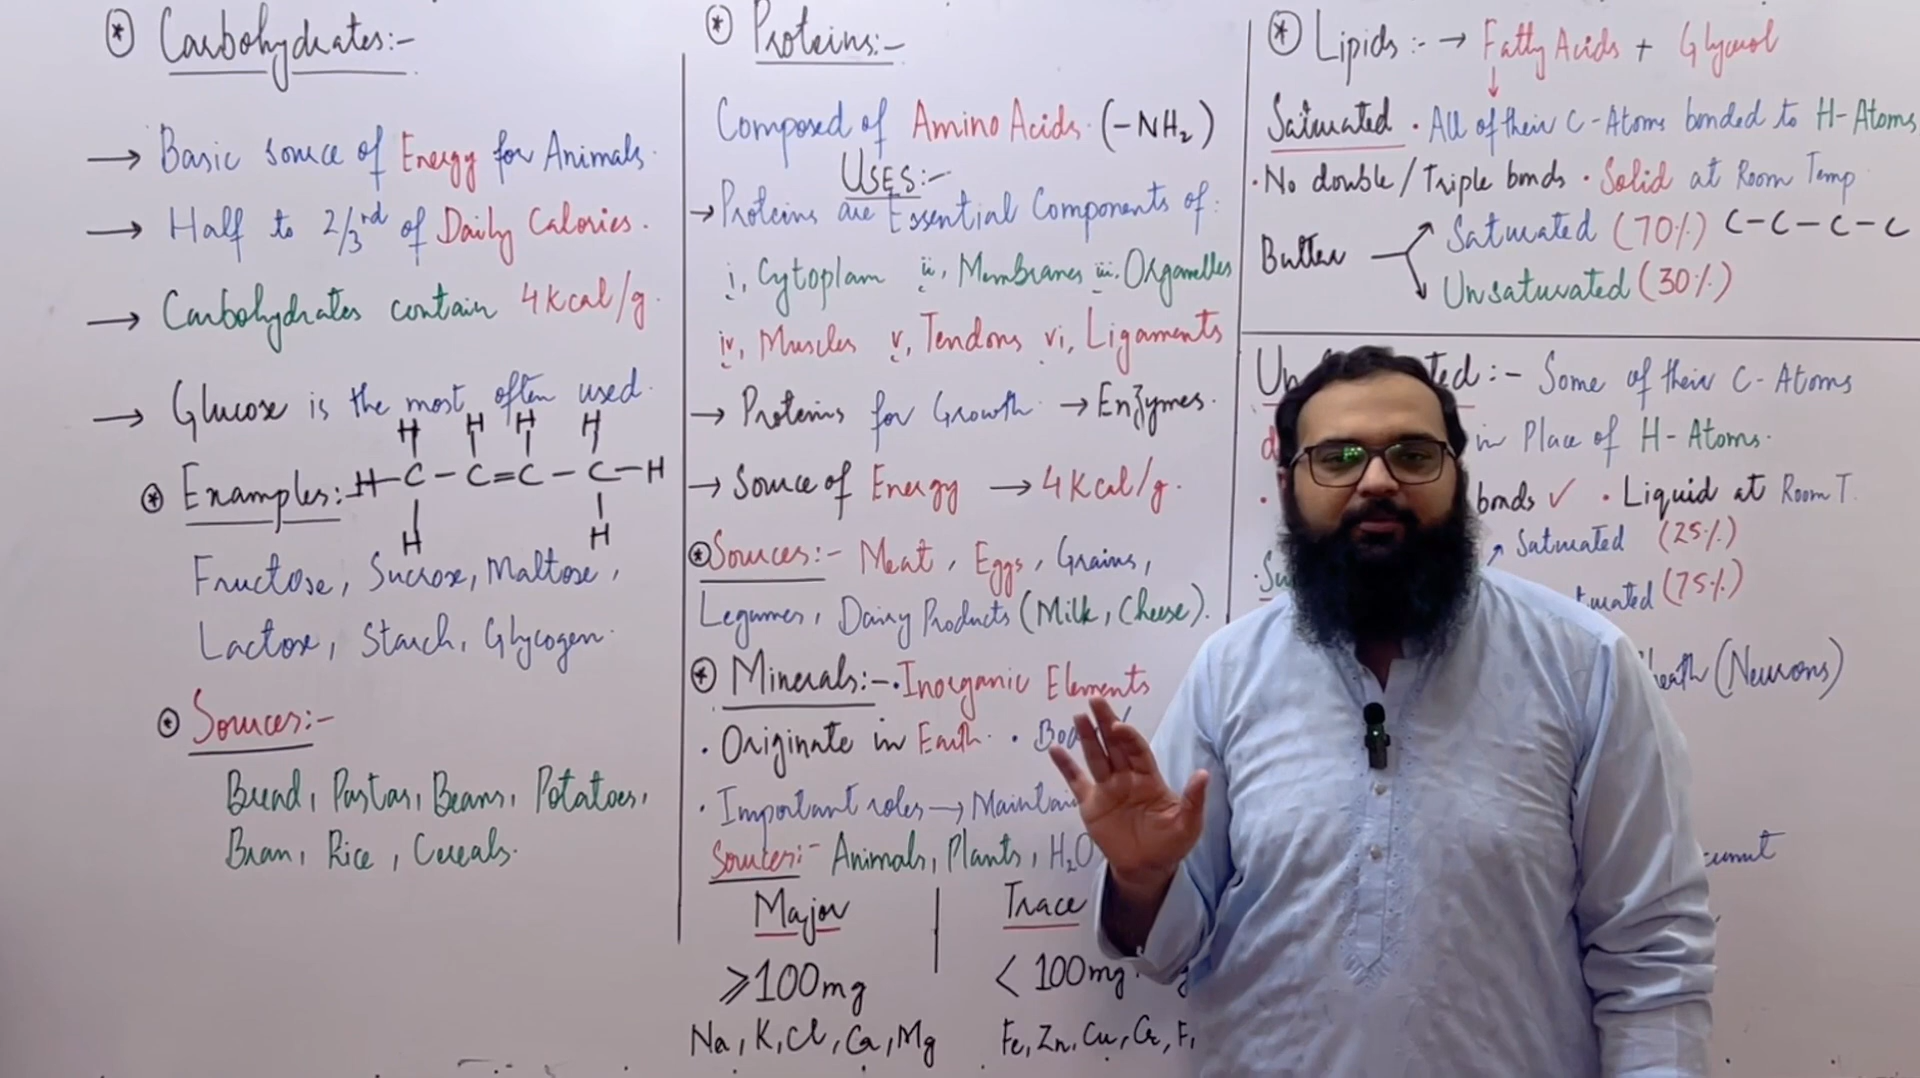 * Carbohydrates:-
→ Basic source of Energy for Animals.
→ Half to 2/3rd of Daily Calories.
→ Carbohydrates contain 4Kcal/g.
→ Glucose is the most often used.
H H H H
* Examples: H-C-C=C-C-H
H H
Fructose, Sucrose, Maltose,
Lactose, Starch, Glycogen.
* Sources:-
Bread, Pastas, Beans, Potatoes,
Bran, Rice, Cereals.
* Proteins:-
Composed of Amino Acids. (-NH₂)
USES:-
→ Proteins are Essential Components of:
i, Cytoplam ii, Membranes iii. Organelles
iv, Muscles v, Tendons vi, Ligaments
→ Proteins for Growth → Enzymes.
→ Source of Energy → 4Kcal/g.
* Sources:- Meat, Eggs, Grains,
Legumes, Dairy Products (Milk, Cheese).
* Minerals:- • Inorganic Elements
• Originate in Earth. •
• Important roles →
Sources:- Animals, Plants, H₂O
Major
⩾100mg
Na, K, Cl, Ca, Mg
Trace
< 100mg.
Fe, Zn, Cu, Cr, F,
* Lipids:- → Fatty Acids + Glycerol
↓
Saturated • All of their C-Atoms bonded to H-Atoms
• No double/Triple bonds • Solid at Room Temp
Butter Saturated (70%) C-C-C-C
Unsaturated (30%)
:- Some of their C-Atoms
in Place of H-Atoms.
• bonds ✓ • Liquid at Room T.
Saturated (25%)
(75%)
(Neurons)